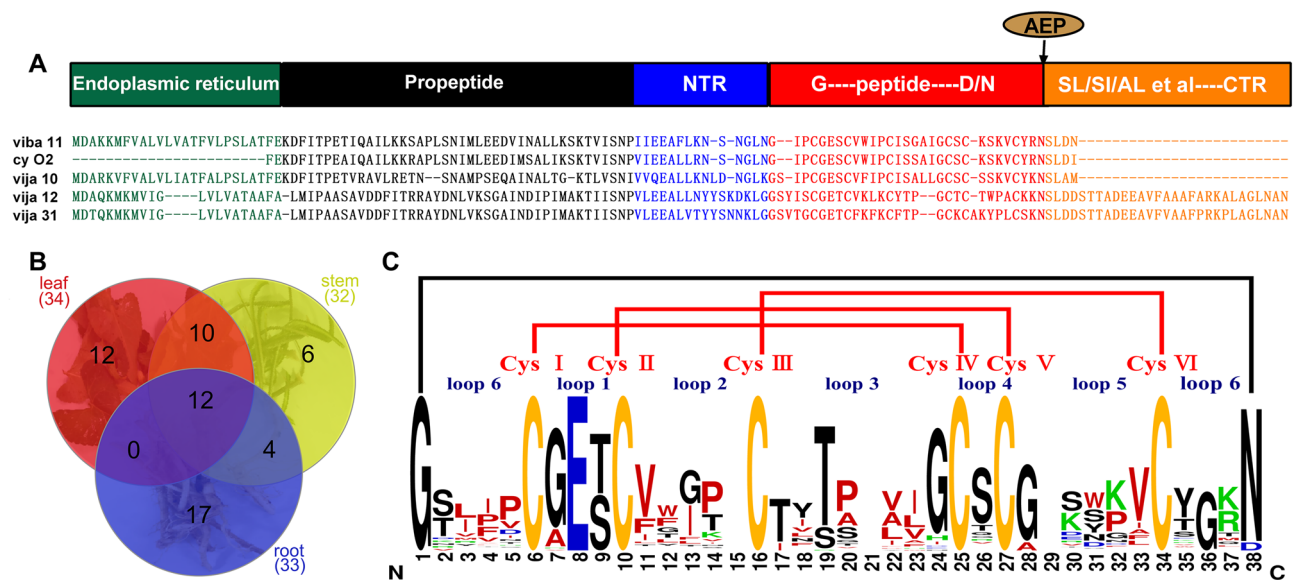 AEP
A
Endoplasmic reticulum Propeptide NTR G----peptide----D/N SL/SI/AL et al----CTR
viba 11 MDAKKMFVALVLVATFVLPSLATFEKDFITPETIQAILKKSAPLSNIMLEEDVINALLKSKTVISNPIIEEAFLKN-S-NGLNG--IPCGESCVWIPCISGAIGCSC-KSKVCYRNSLDN------------------------
cy O2 ----------------------FEKDFITPEAIQAILKKRAPLSNIMLEEDIMSALIKSKTVISNPVIEEAVLRN-S-NGLNG--IPCGESCVWIPCISSAIGCSC-KSKVCYRNSLDI------------------------
vija 10 MDARKVFVALVLIATFALPSLATFEKDFITPETVRAVLRETN--SNAMPSEQAINALTG-KTLVSNIVVQEALLKNLD-NGLKGS-IPCGESCVFIPCISALLGCSC-SSKVCYKNSLAM------------------------
vija 12 MDAQKMKMVIG----LVLVATAAFA-LMIPAASAVDDFITRRAYDNLVKSGAINDIPIMAKTIISNPVLEEALLNYYSKDKLGGSYISCGETCVKLKCYTP--GCTC-TWPACKKNSLDDSTTADEEAVFAAAFARKALAGLNAN
vija 31 MDTQKMKMVIG----LVLVATAAFA-LMIPAASAVDDFITRRAYDNLVKSGAINDIPIMAKTIISNPVLEEALVTYYSNNKLGGSVTGCGETCFKFKCFTP--GCKCAKYPLCSKNSLDDSTTADEEAVFVAAFPRKPLAGLNAN
B
leaf
(34)
stem
(32)
12 10 6
12
0 4
17
root
(33)
C
Cys I Cys II Cys III Cys IV Cys V Cys VI
loop 6 loop 1 loop 2 loop 3 loop 4 loop 5 loop 6
1 2 3 4 5 6 7 8 9 10 11 12 13 14 15 16 17 18 19 20 21 22 23 24 25 26 27 28 29 30 31 32 33 34 35 36 37 38
N C